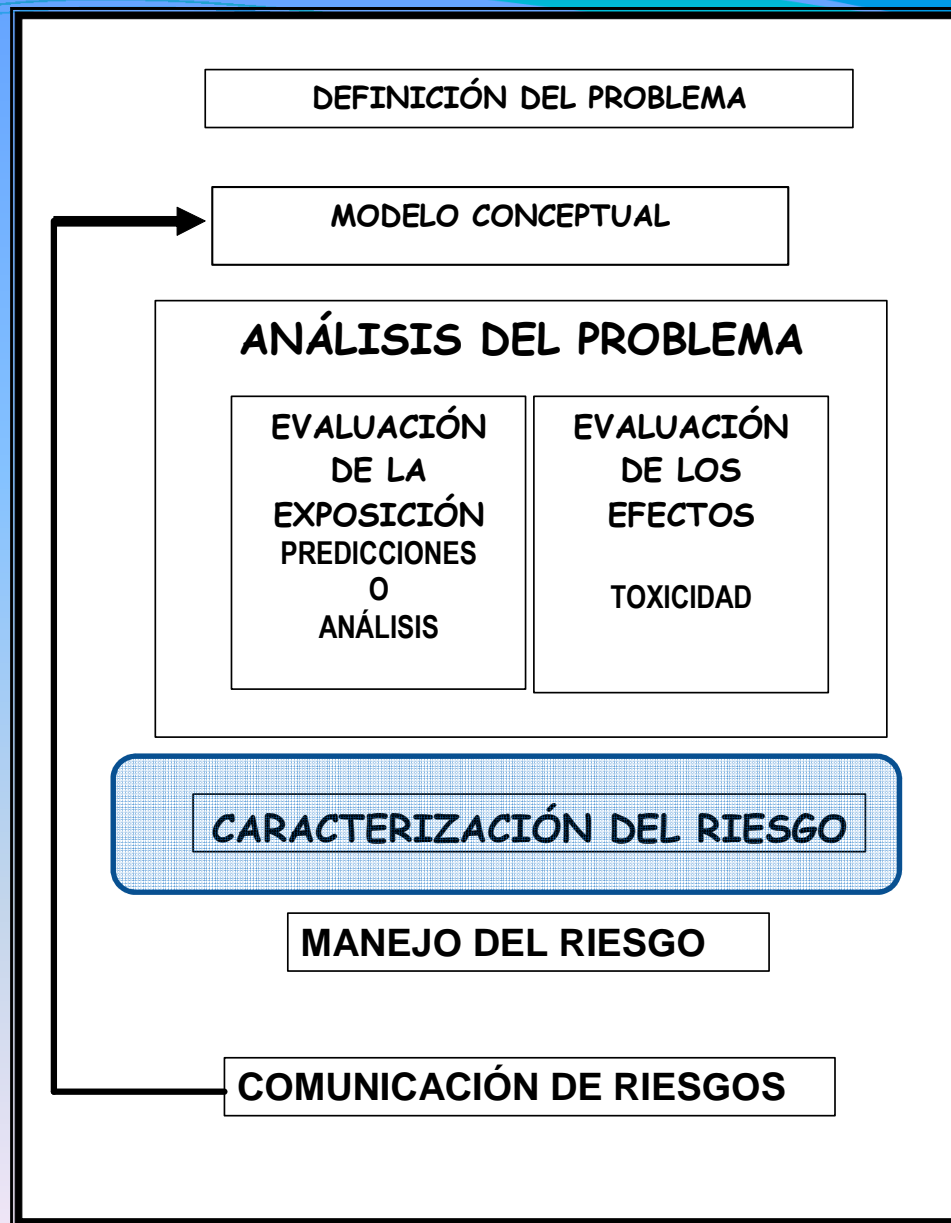 DEFINICIÓN DEL PROBLEMA
MODELO CONCEPTUAL
ANÁLISIS DEL PROBLEMA
EVALUACIÓN
DE LA
EXPOSICIÓN
PREDICCIONES
O
ANÁLISIS
EVALUACIÓN
DE LOS
EFECTOS
TOXICIDAD
CARACTERIZACIÓN DEL RIESGO
MANEJO DEL RIESGO
COMUNICACIÓN DE RIESGOS